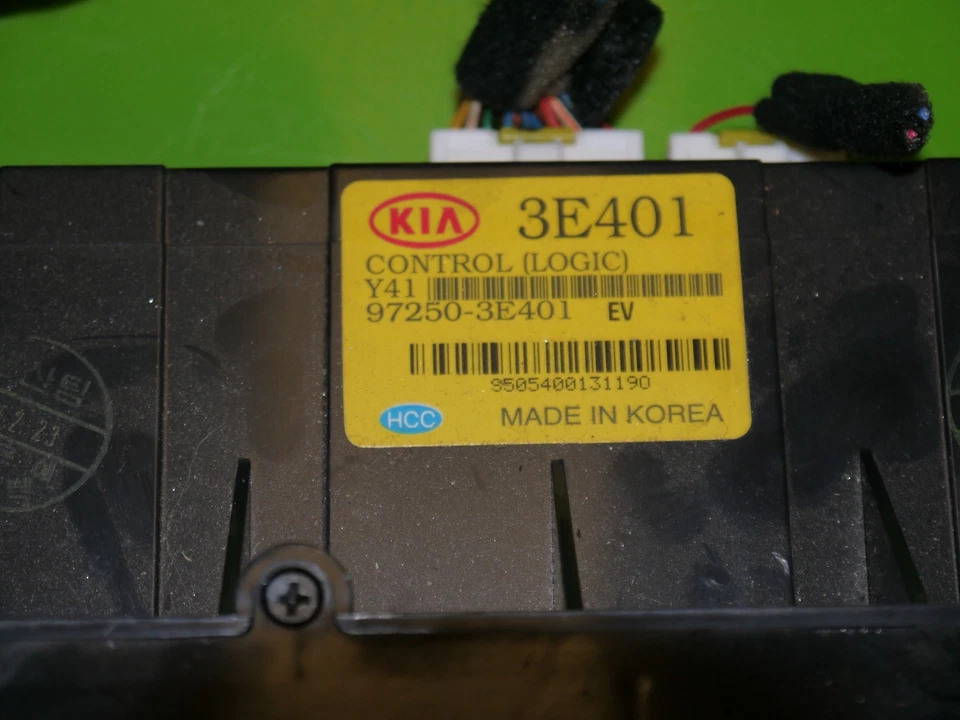 KIA 3E401
CONTROL (LOGIC)
Y41
97250-3E401 EV
9505400131190
HCC MADE IN KOREA